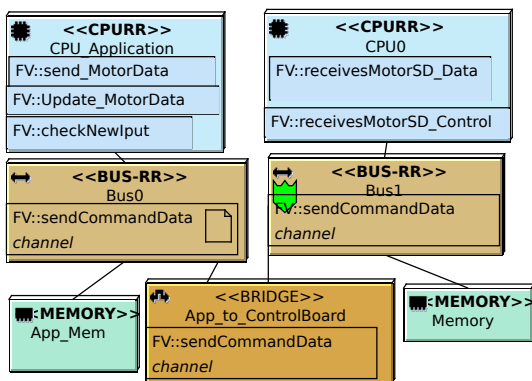 <<CPURR>>
CPU_Application
FV::send_MotorData
FV::Update_MotorData
FV::checkNewIput
<<CPURR>>
CPU0
FV::receivesMotorSD_Data
FV::receivesMotorSD_Control
<<BUS-RR>>
Bus0
FV::sendCommandData
channel
<<BUS-RR>>
Bus1
FV::sendCommandData
channel
<<MEMORY>>
App_Mem
<<BRIDGE>>
App_to_ControlBoard
FV::sendCommandData
channel
<<MEMORY>>
Memory